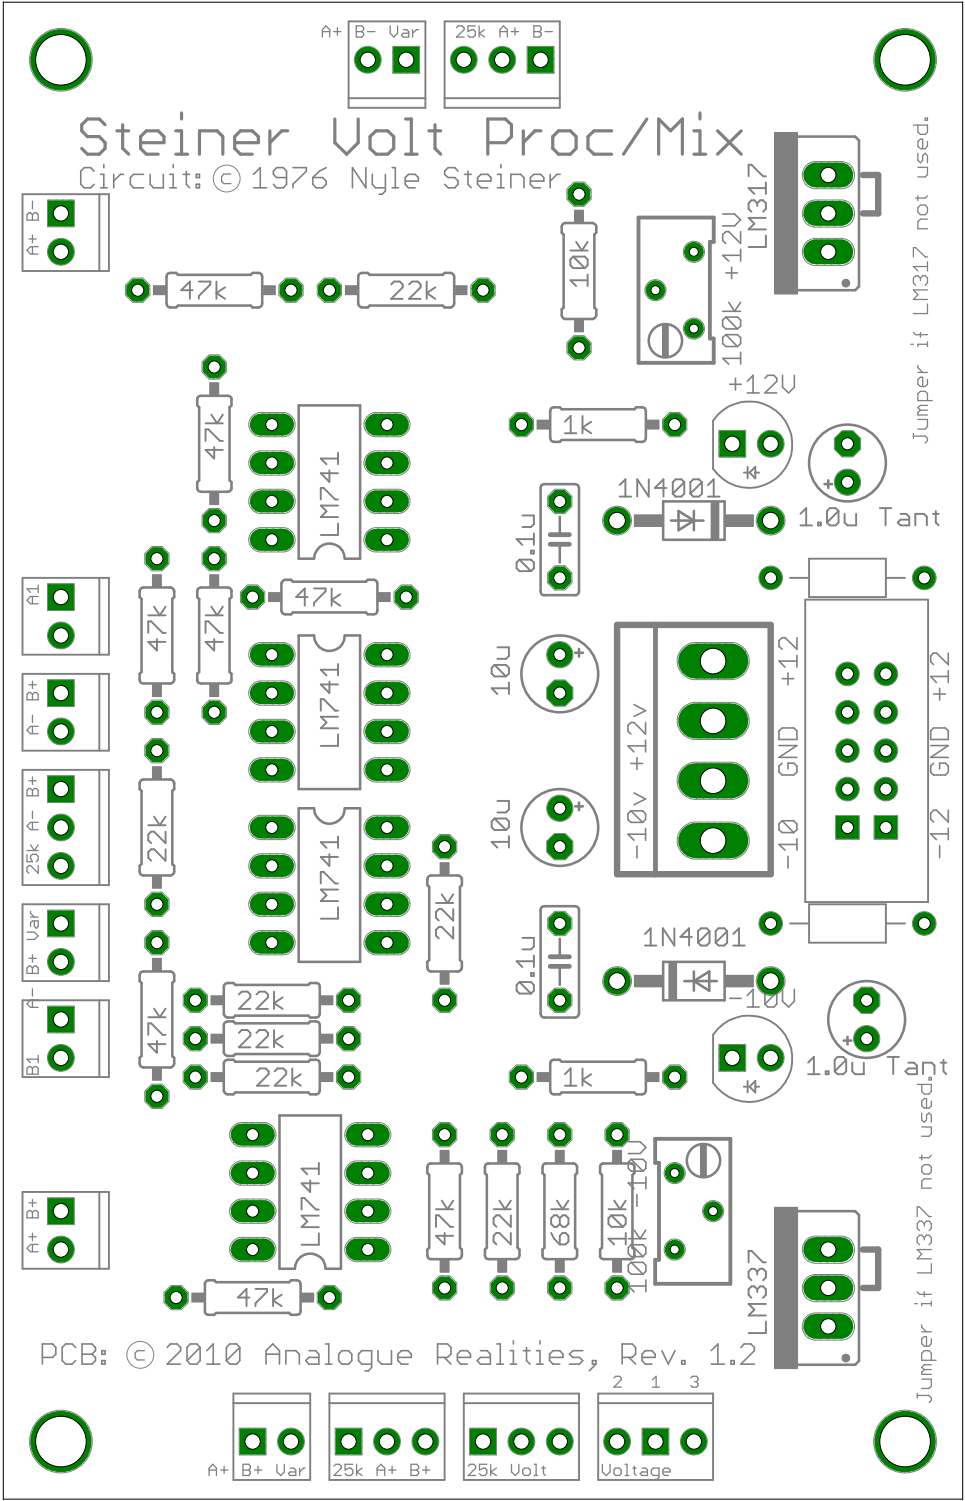 A+ B- Var
25k A+ B-
Steiner Volt Proc/Mix
Circuit: © 1976 Nyle Steiner
LM317
Jumper if LM317 not used.
A+ B-
10k
100k +12V
47k
22k
+12V
47k
1k
LM741
1N4001
1.0u Tant
0.1u
A1
47k
47k
47k
10u
+12
+12
A- B+
LM741
-10v +12v
GND
GND
25k A- B+
22k
LM741
10u
-10
-12
22k
B+ Var
1N4001
0.1u
A-
22k
-10V
47k
22k
B1
22k
1k
1.0u Tant
Jumper if LM337 not used.
LM741
47k
22k
68k
10k
100k -10V
A+ B+
LM337
47k
PCB: © 2010 Analogue Realities, Rev. 1.2
2 1 3
A+ B+ Var
25k A+ B+
25k Volt
Voltage